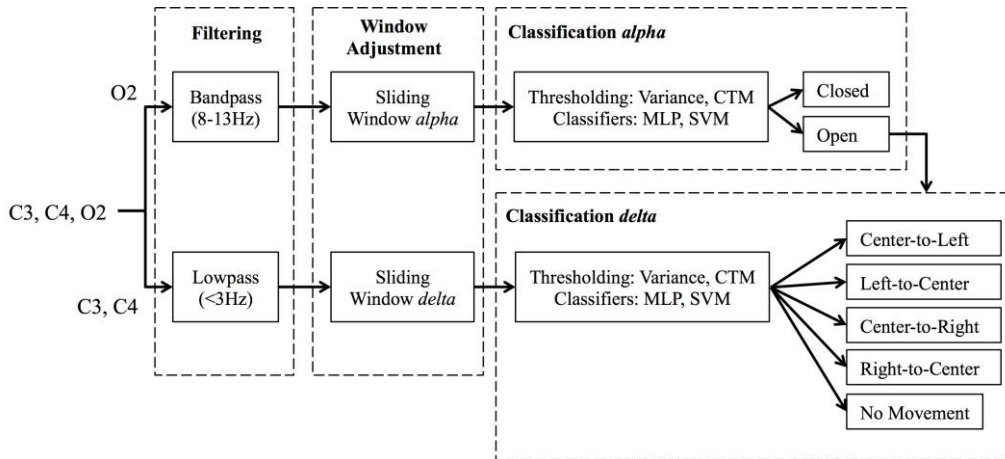 Filtering
Window
Adjustment
Classification alpha
O2
Bandpass
(8-13Hz)
Sliding
Window alpha
Thresholding: Variance, CTM
Classifiers: MLP, SVM
Closed
Open
C3, C4, O2
C3, C4
Lowpass
(<3Hz)
Sliding
Window delta
Classification delta
Thresholding: Variance, CTM
Classifiers: MLP, SVM
Center-to-Left
Left-to-Center
Center-to-Right
Right-to-Center
No Movement